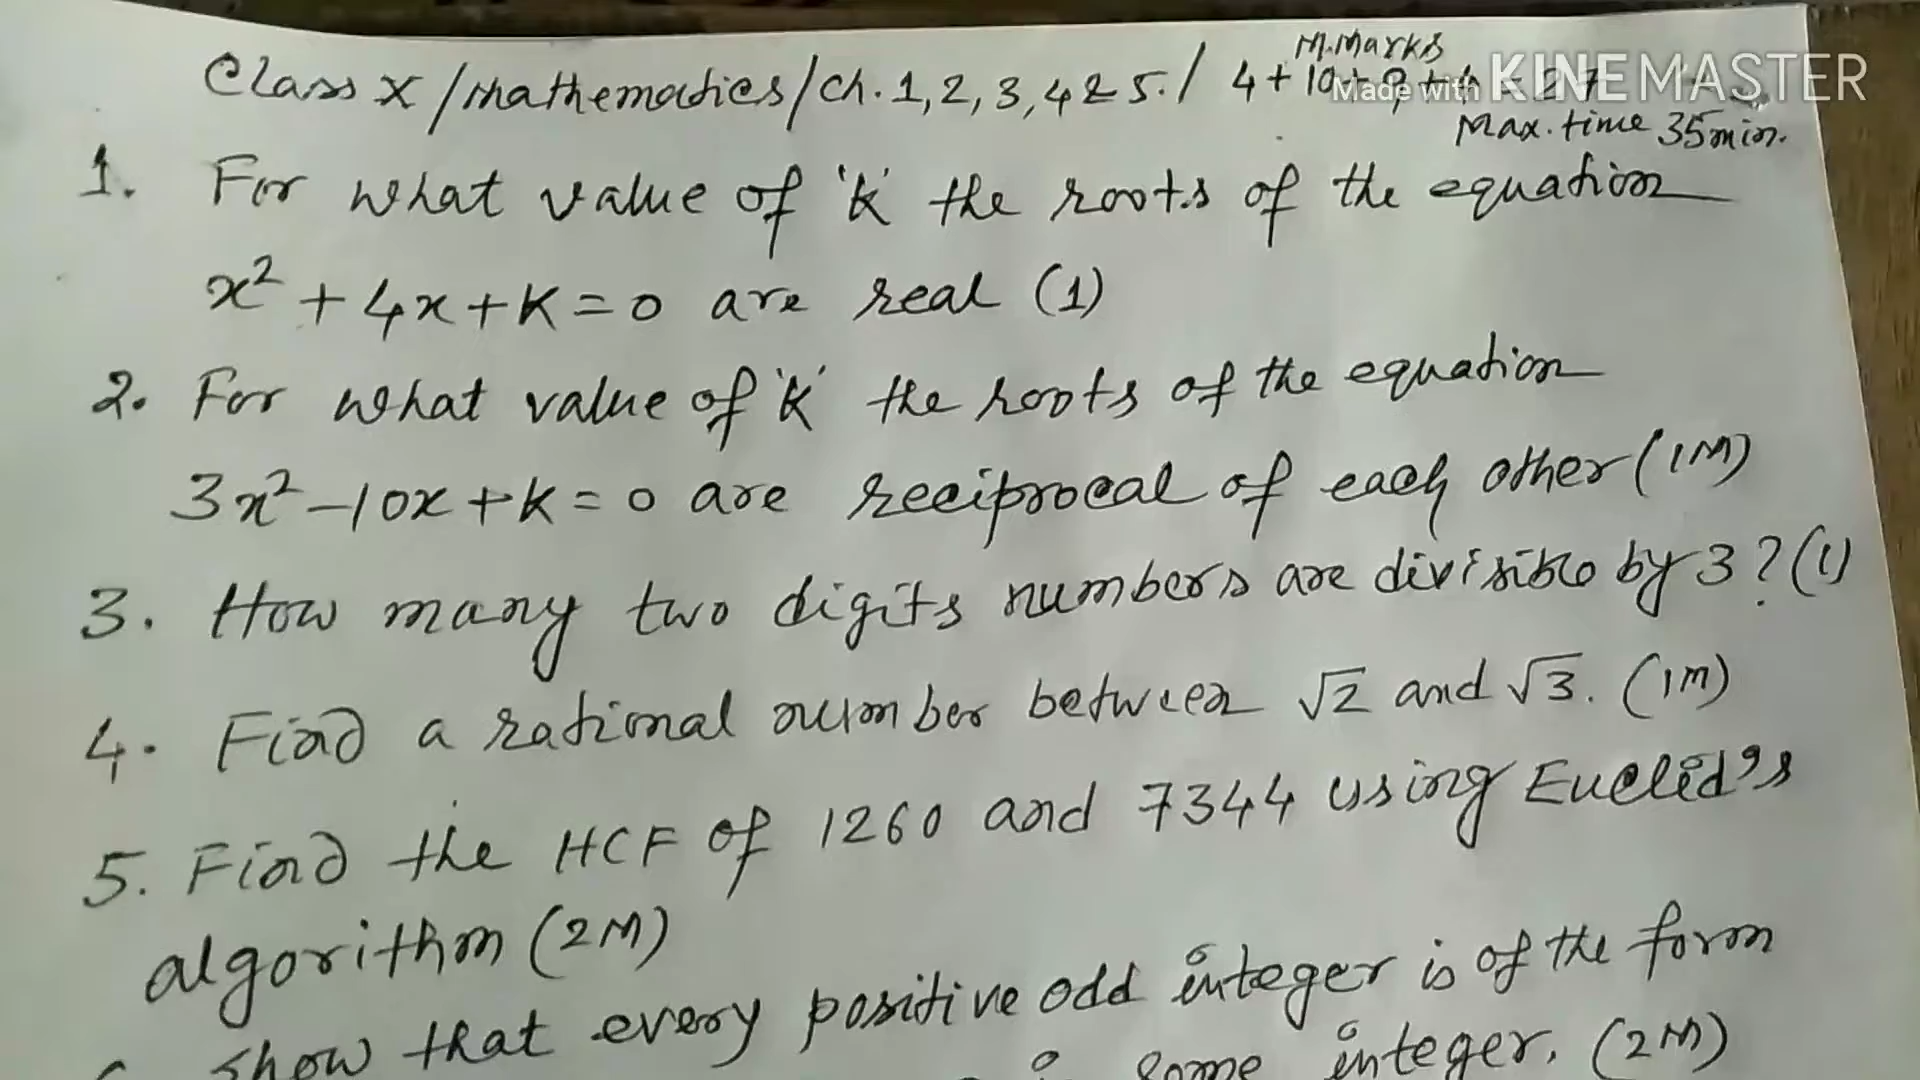 M.Marks
Class X / Mathematics / Ch. 1, 2, 3, 4 & 5. / 4 + 10 +
Made with KINEMASTER
Max. time 35 min.
1. For what value of 'K' the roots of the equation
x² + 4x + K = 0 are real (1)
2. For what value of 'K' the roots of the equation
3x² - 10x + K = 0 are reciprocal of each other (1M)
3. How many two digits numbers are divisible by 3? (1)
4. Find a rational number between √2 and √3. (1M)
5. Find the HCF of 1260 and 7344 using Euclid's
algorithm (2M)
Show that every positive odd integer is of the form
some integer. (2M)